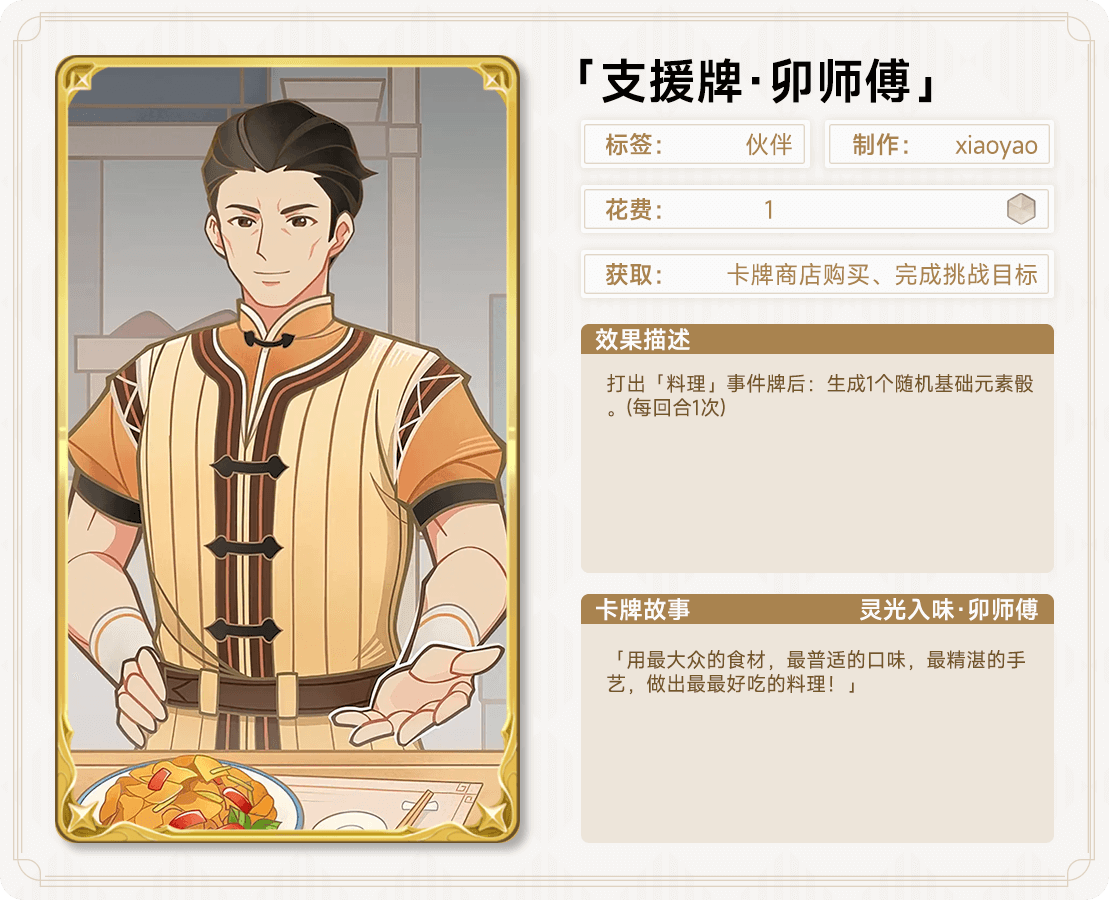 「支援牌·卯师傅」
标签： 伙伴 制作： xiaoyao
花费： 1
获取： 卡牌商店购买、完成挑战目标
效果描述
打出「料理」事件牌后：生成1个随机基础元素骰
。(每回合1次)
卡牌故事 灵光入味·卯师傅
「用最大众的食材，最普适的口味，最精湛的手
艺，做出最最好吃的料理！」